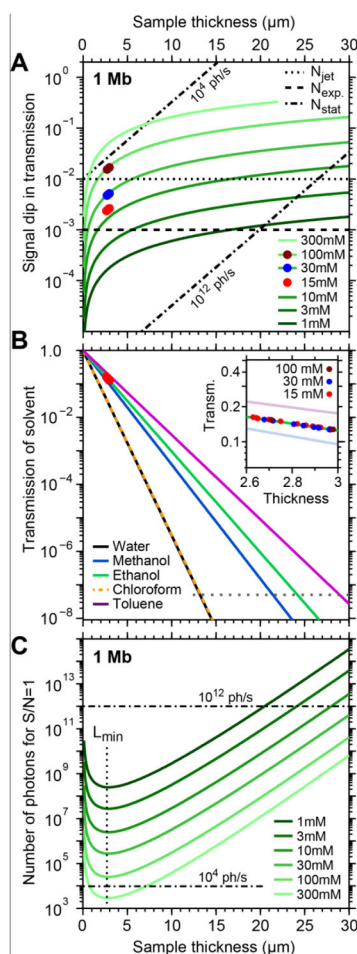 Sample thickness (μm)
0 5 10 15 20 25 30
A
1 Mb
10⁴ ph/s
N_jet
N_exp.
N_stat
10⁰
10⁻¹
10⁻²
10⁻³
10⁻⁴
Signal dip in transmission
10¹² ph/s
300mM
100mM
30mM
15mM
10mM
3mM
1mM
B
1.0
10⁻²
10⁻⁴
10⁻⁶
10⁻⁸
Transmission of solvent
Transm.
0.4
0.2
0.1
100 mM
30 mM
15 mM
2.6 2.8 3
Thickness
Water
Methanol
Ethanol
Chloroform
Toluene
C
1 Mb
10¹² ph/s
L_min
10¹³
10¹¹
10⁹
10⁷
10⁵
10³
Number of photons for S/N=1
10⁴ ph/s
1mM
3mM
10mM
30mM
100mM
300mM
0 5 10 15 20 25 30
Sample thickness (μm)